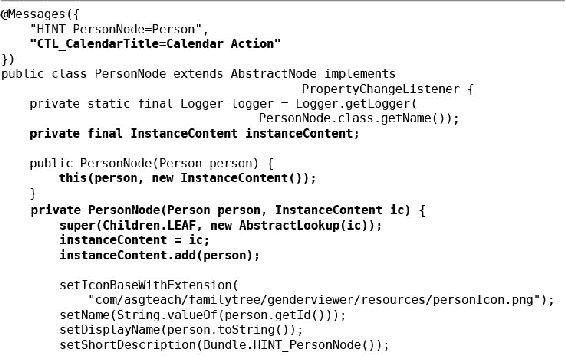 @Messages({
    "HINT_PersonNode=Person",
    "CTL_CalendarTitle=Calendar Action"
})
public class PersonNode extends AbstractNode implements
                                          PropertyChangeListener {
    private static final Logger logger = Logger.getLogger(
                                    PersonNode.class.getName());
    private final InstanceContent instanceContent;

    public PersonNode(Person person) {
        this(person, new InstanceContent());
    }
    private PersonNode(Person person, InstanceContent ic) {
        super(Children.LEAF, new AbstractLookup(ic));
        instanceContent = ic;
        instanceContent.add(person);

        setIconBaseWithExtension(
            "com/asgteach/familytree/genderviewer/resources/personIcon.png");
        setName(String.valueOf(person.getId()));
        setDisplayName(person.toString());
        setShortDescription(Bundle.HINT_PersonNode());